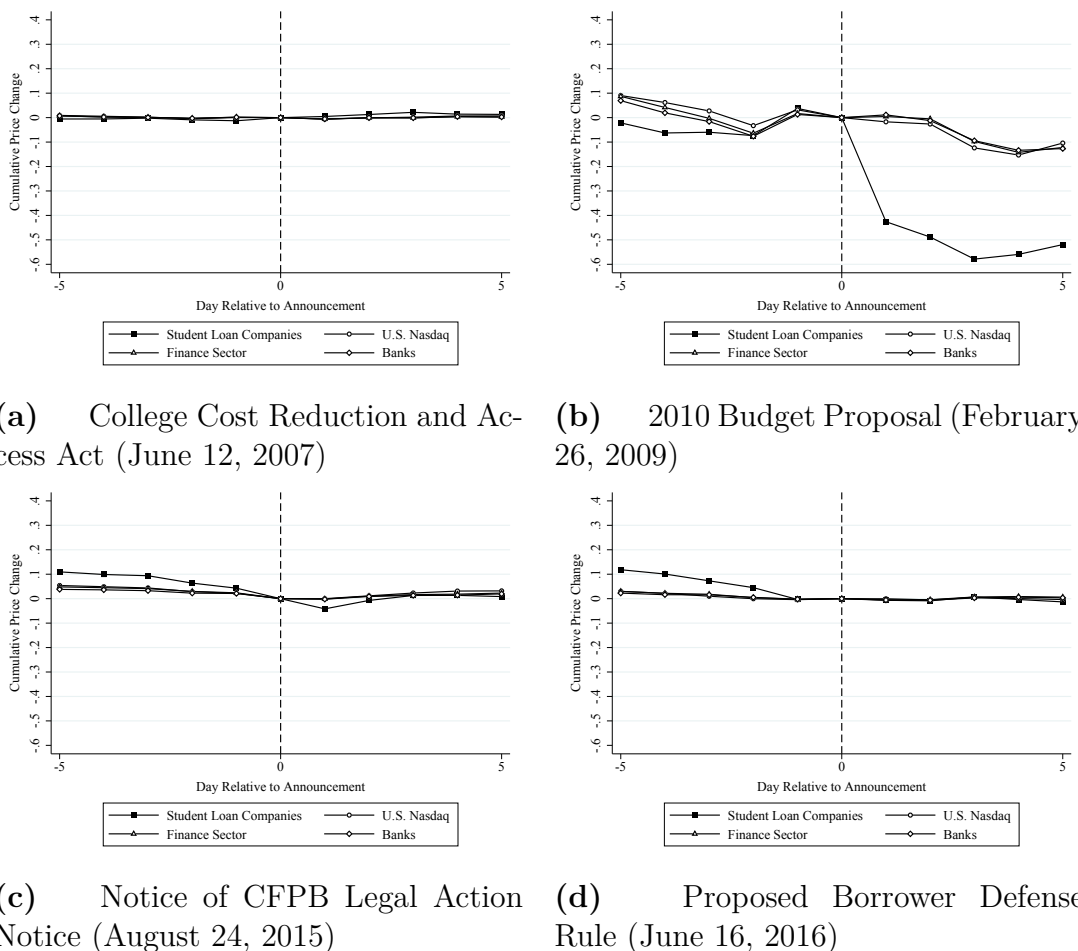 .4
.3
.2
.1
0
-.1
-.2
-.3
-.4
-.5
-.6
Cumulative Price Change
-5 0 5
Day Relative to Announcement
Student Loan Companies U.S. Nasdaq
Finance Sector Banks
(a) College Cost Reduction and Ac-
cess Act (June 12, 2007)
.4
.3
.2
.1
0
-.1
-.2
-.3
-.4
-.5
-.6
Cumulative Price Change
-5 0 5
Day Relative to Announcement
Student Loan Companies U.S. Nasdaq
Finance Sector Banks
(b) 2010 Budget Proposal (February
26, 2009)
.4
.3
.2
.1
0
-.1
-.2
-.3
-.4
-.5
-.6
Cumulative Price Change
-5 0 5
Day Relative to Announcement
Student Loan Companies U.S. Nasdaq
Finance Sector Banks
(c) Notice of CFPB Legal Action
Notice (August 24, 2015)
.4
.3
.2
.1
0
-.1
-.2
-.3
-.4
-.5
-.6
Cumulative Price Change
-5 0 5
Day Relative to Announcement
Student Loan Companies U.S. Nasdaq
Finance Sector Banks
(d) Proposed Borrower Defense
Rule (June 16, 2016)